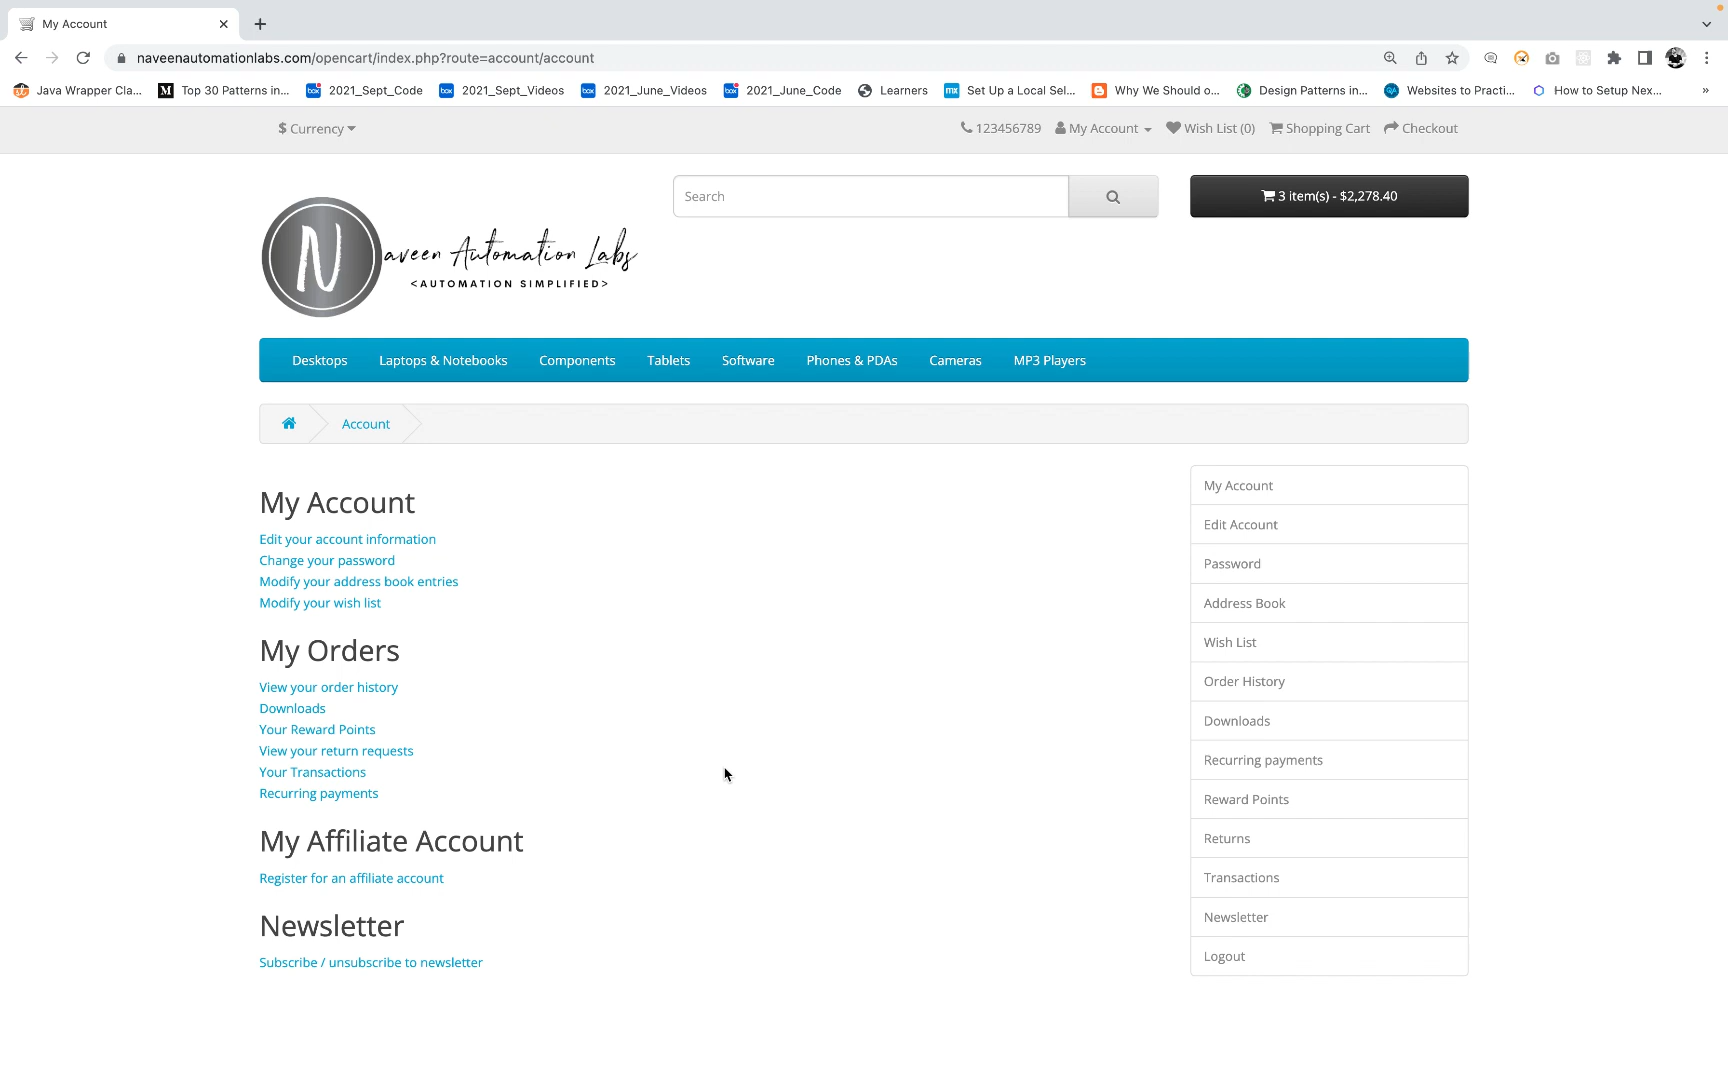 My Account
naveenautomationlabs.com/opencart/index.php?route=account/account
Java Wrapper Cla... Top 30 Patterns in... 2021_Sept_Code 2021_Sept_Videos 2021_June_Videos 2021_June_Code Learners Set Up a Local Sel... Why We Should o... Design Patterns in... Websites to Practi... How to Setup Nex... »
$ Currency 123456789 My Account Wish List (0) Shopping Cart Checkout
Search 3 item(s) - $2,278.40
Naveen Automation Labs
<AUTOMATION SIMPLIFIED>
Desktops Laptops & Notebooks Components Tablets Software Phones & PDAs Cameras MP3 Players
Account
My Account
Edit your account information
Change your password
Modify your address book entries
Modify your wish list
My Orders
View your order history
Downloads
Your Reward Points
View your return requests
Your Transactions
Recurring payments
My Affiliate Account
Register for an affiliate account
Newsletter
Subscribe / unsubscribe to newsletter
My Account
Edit Account
Password
Address Book
Wish List
Order History
Downloads
Recurring payments
Reward Points
Returns
Transactions
Newsletter
Logout